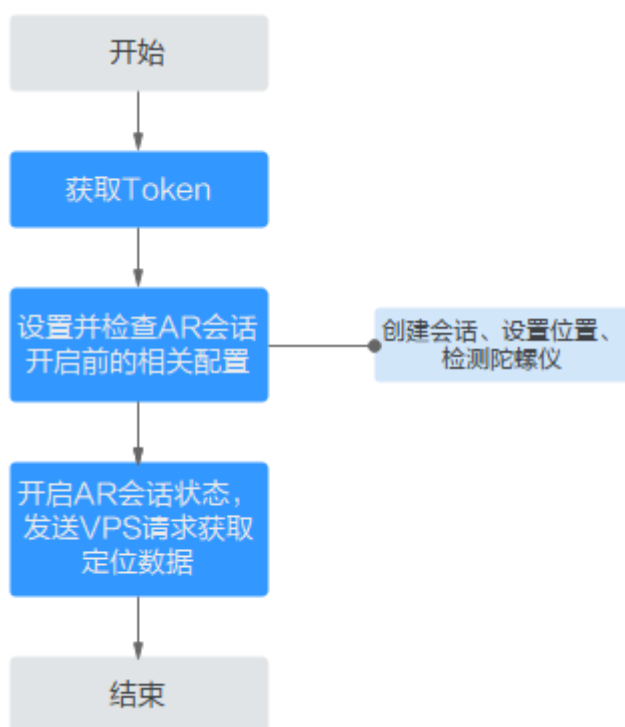 开始
获取Token
设置并检查AR会话
开启前的相关配置
创建会话、设置位置、
检测陀螺仪
开启AR会话状态，
发送VPS请求获取
定位数据
结束